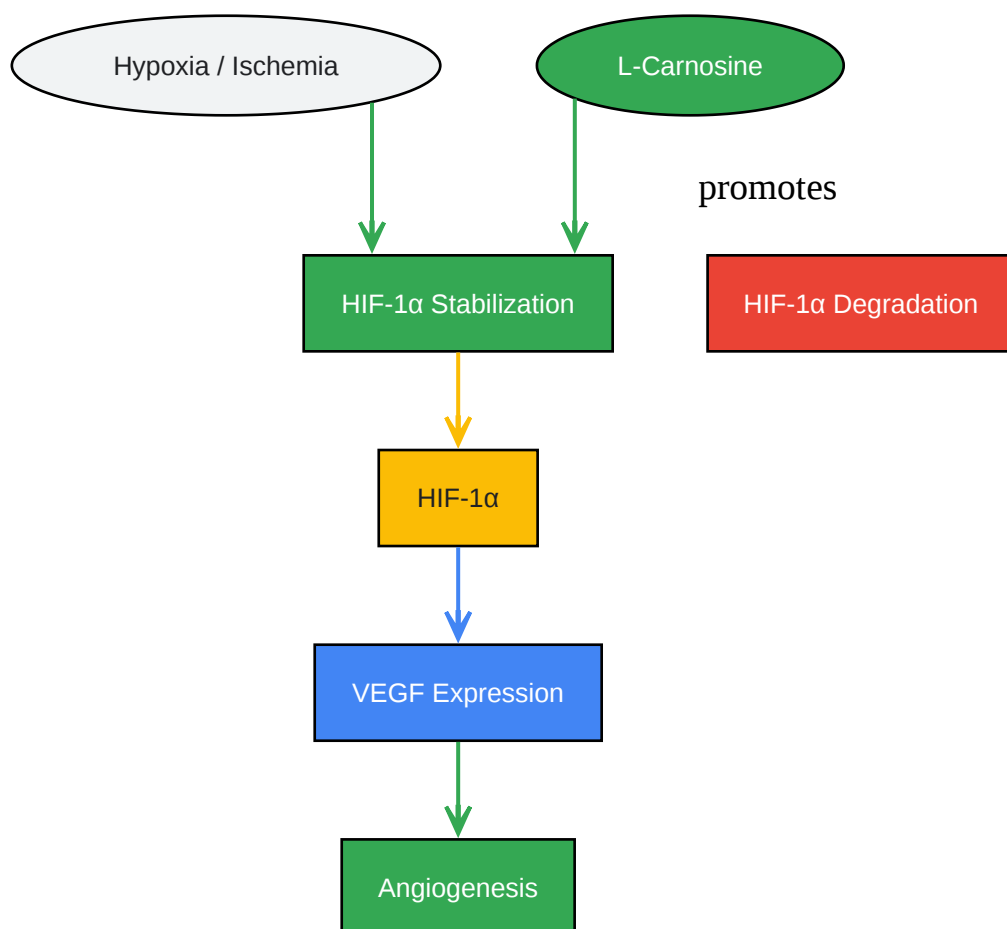 Hypoxia / Ischemia
L-Carnosine
promotes
HIF-1α Stabilization
HIF-1α Degradation
HIF-1α
VEGF Expression
Angiogenesis